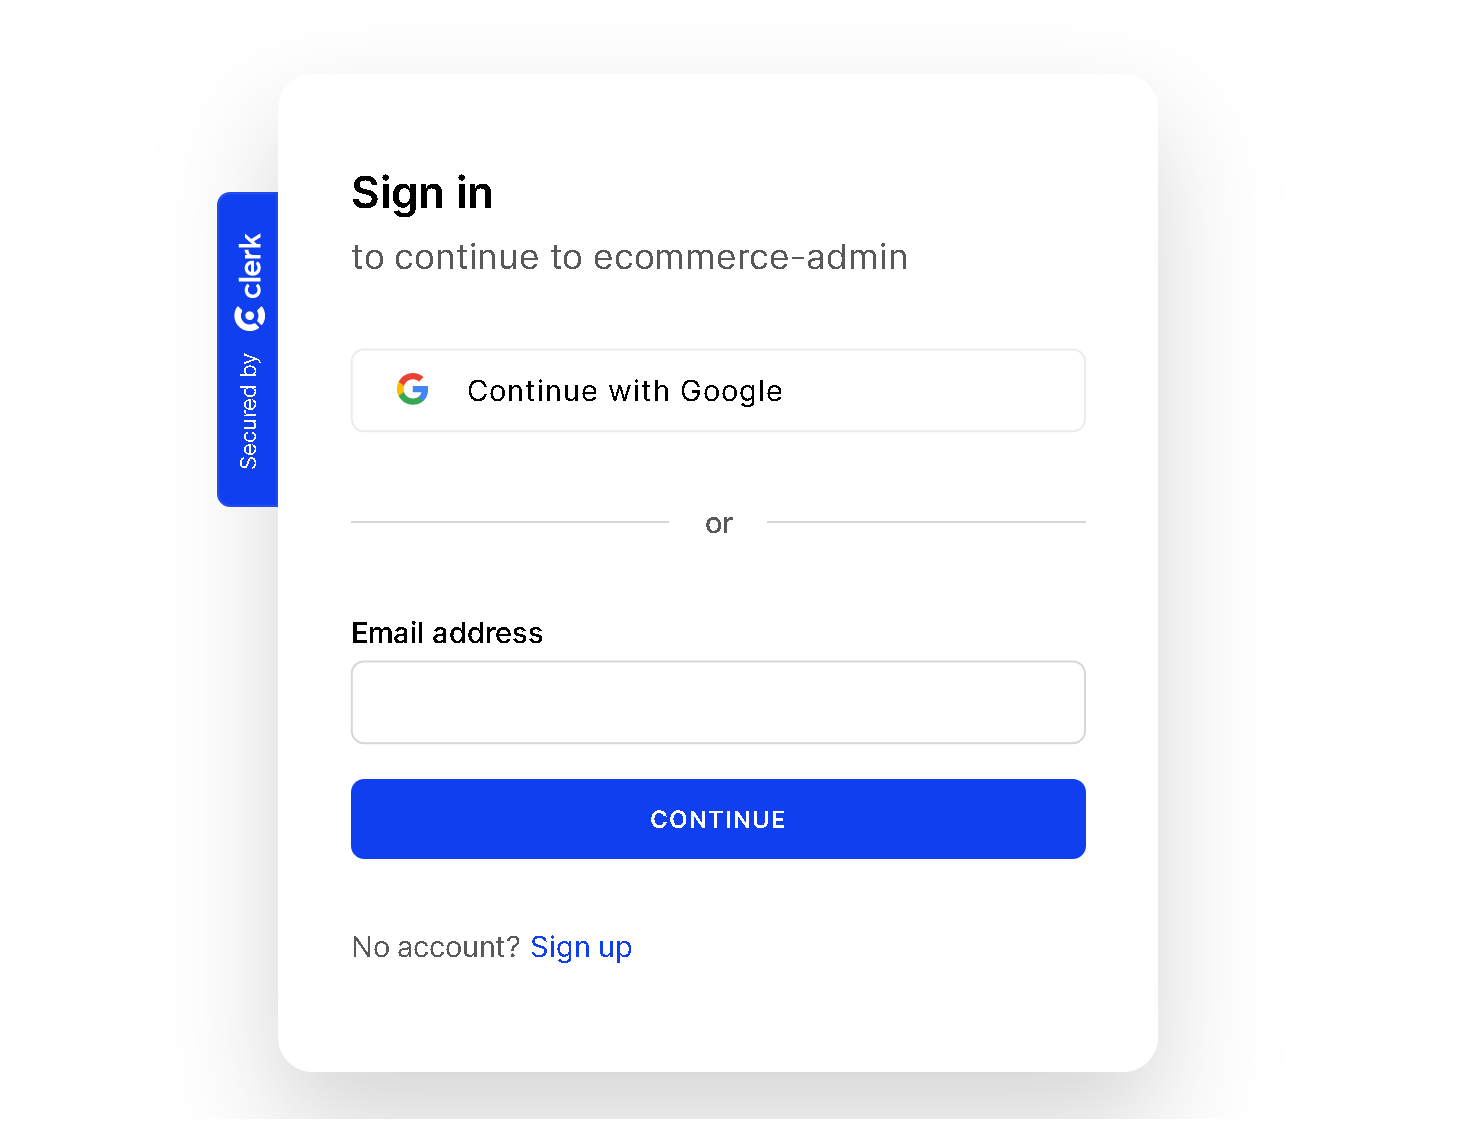 Sign in
to continue to ecommerce-admin
Secured by clerk
Continue with Google
or
Email address
CONTINUE
No account? Sign up